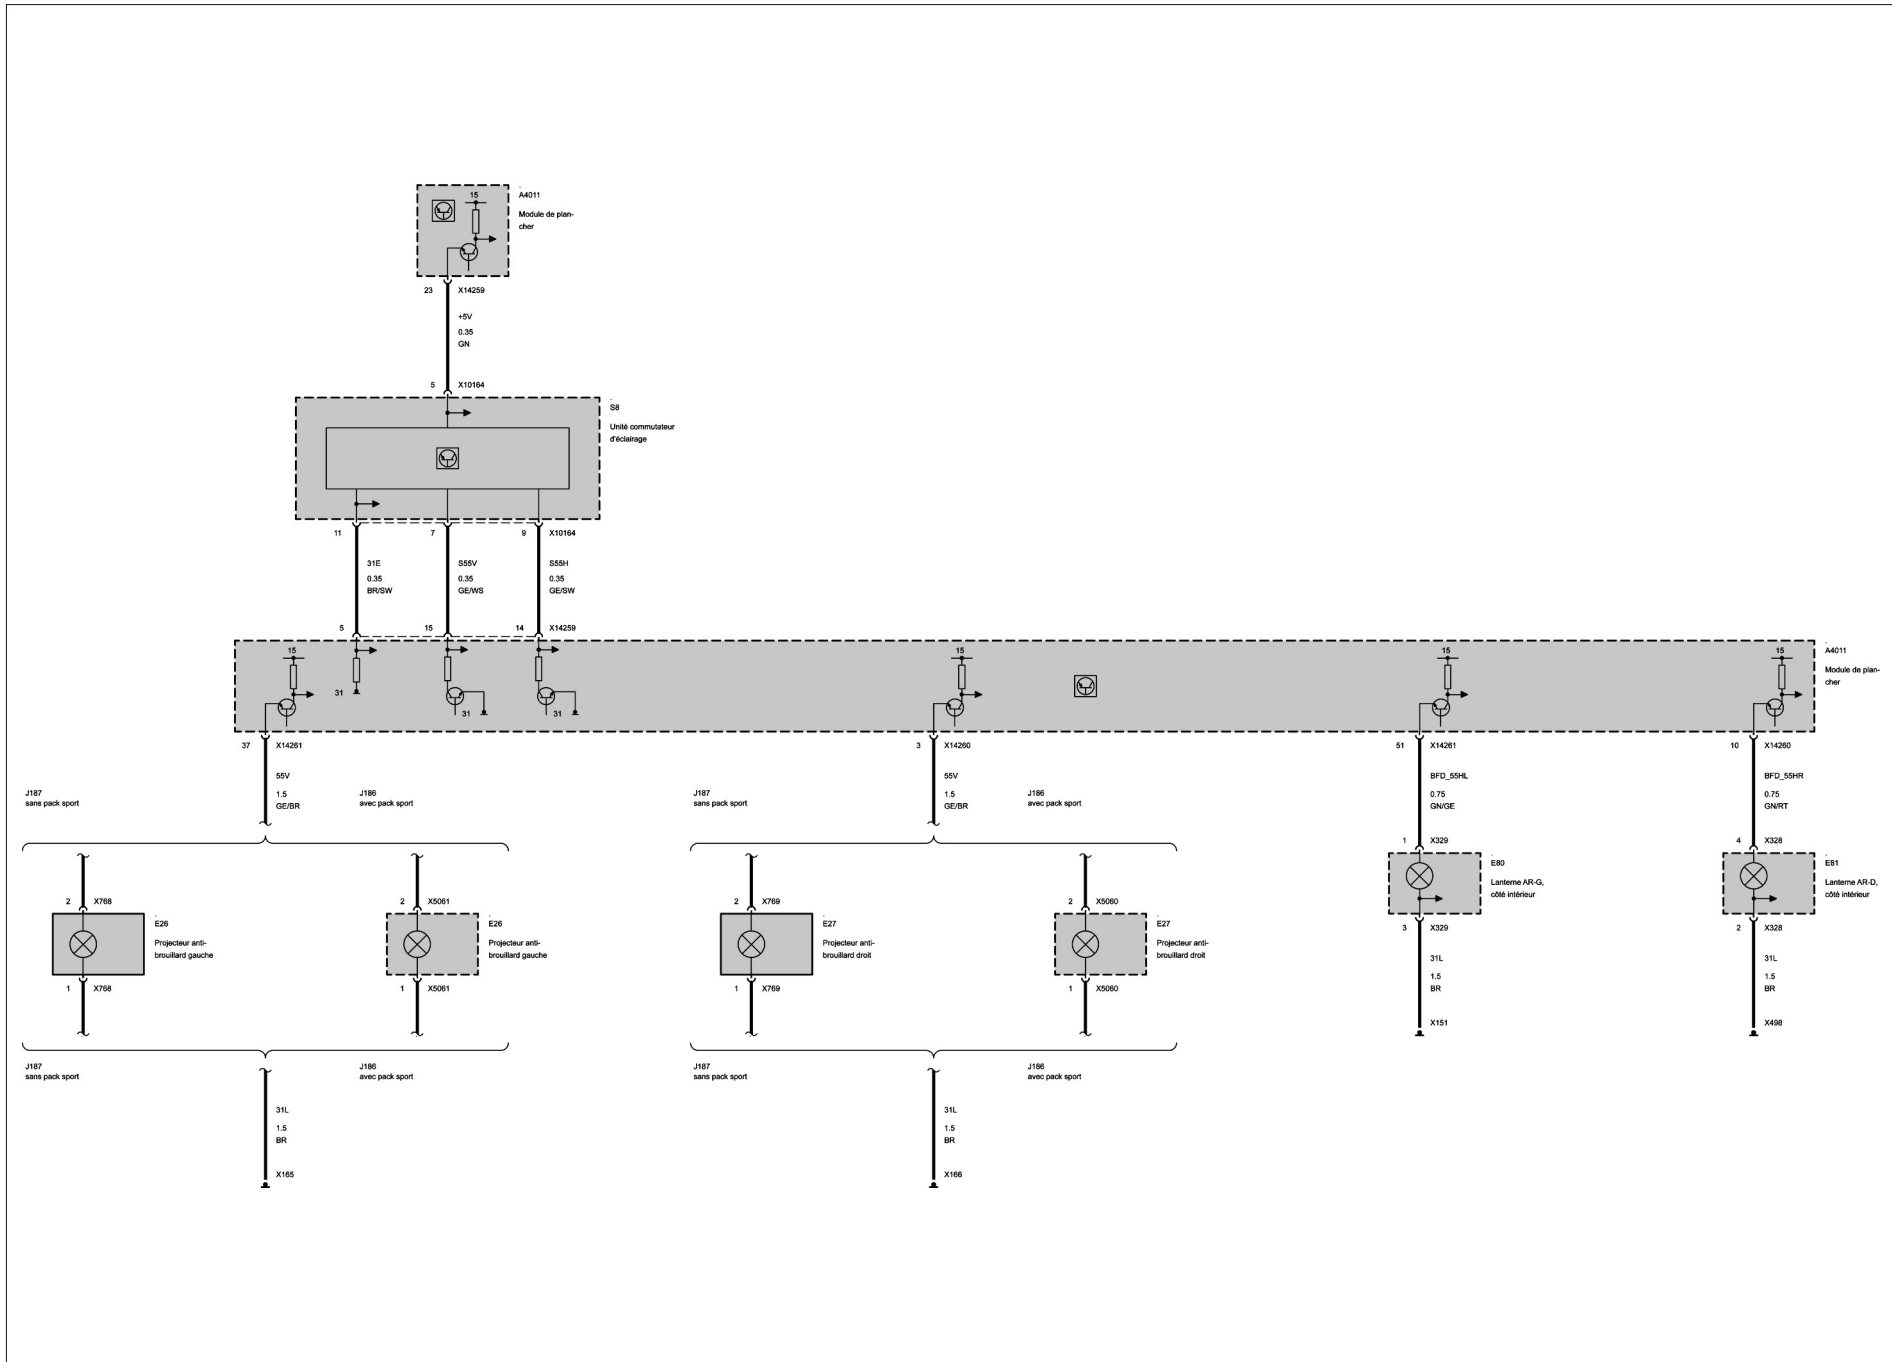 15
A4011
Module de plan-
cher
23 X14259
+5V
0.35
GN
5 X10164
S8
Unité commutateur
d'éclairage
11 7 9 X10164
31E S55V S55H
0.35 0.35 0.35
BR/SW GE/WS GE/SW
5 15 14 X14259
15 15 15 15
A4011
Module de plan-
cher
31 31 31
37 X14261 3 X14260 51 X14261 10 X14260
55V 55V BFD_55HL BFD_55HR
1.5 1.5 0.75 0.75
GE/BR GE/BR GN/GE GN/RT
J187 J186 J187 J186
sans pack sport avec pack sport sans pack sport avec pack sport
1 X329 4 X328
E80 E81
Lanterne AR-G, Lanterne AR-D,
côté intérieur côté intérieur
2 X768 2 X5061 2 X769 2 X5060
E26 E26 E27 E27
3 X329 2 X328
Projecteur anti- Projecteur anti- Projecteur anti- Projecteur anti-
brouillard gauche brouillard gauche brouillard droit brouillard droit
31L 31L
1.5 1.5
BR BR
1 X768 1 X5061 1 X769 1 X5060
X151 X498
J187 J186 J187 J186
sans pack sport avec pack sport sans pack sport avec pack sport
31L 31L
1.5 1.5
BR BR
X165 X166